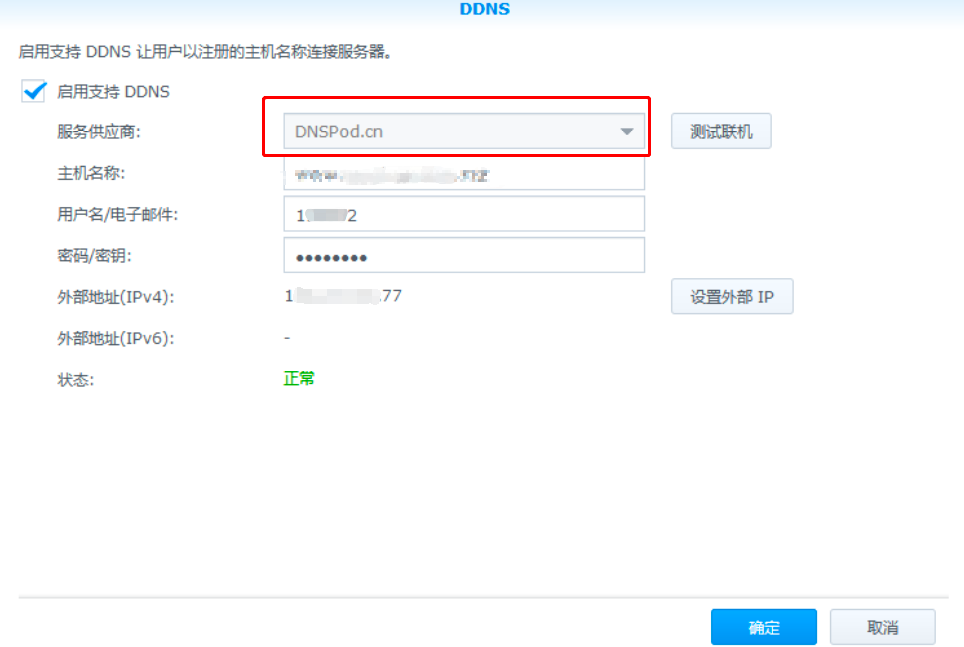 DDNS
启用支持 DDNS 让用户以注册的主机名称连接服务器。
启用支持 DDNS
服务供应商: DNSPod.cn 测试联机
主机名称: www.
用户名/电子邮件: 1 2
密码/密钥: ••••••••
外部地址(IPv4): 1 .77 设置外部 IP
外部地址(IPv6): -
状态: 正常
确定 取消